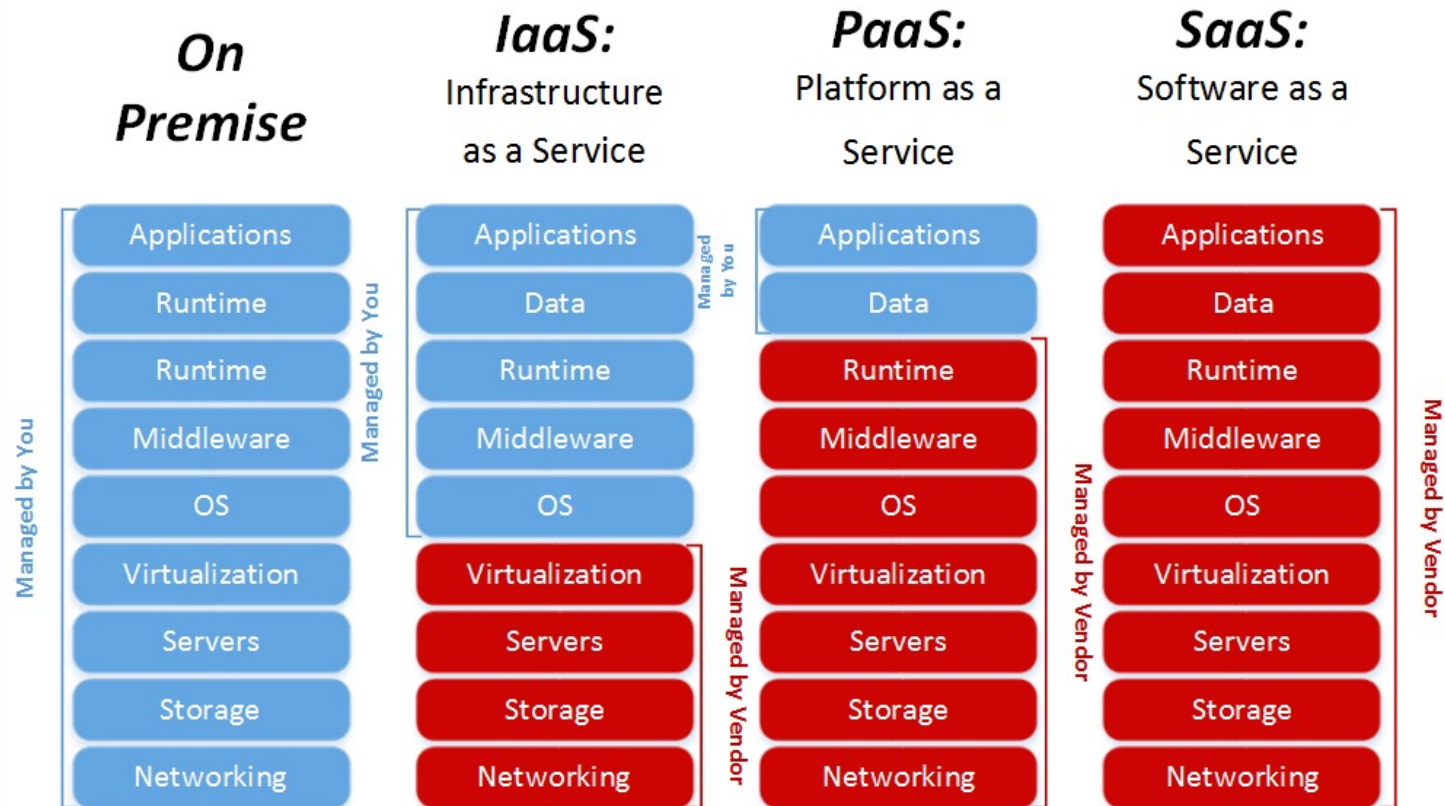 On
Premise
Managed by You
Applications
Runtime
Runtime
Middleware
OS
Virtualization
Servers
Storage
Networking
IaaS:
Infrastructure
as a Service
Managed by You
Applications
Data
Runtime
Middleware
OS
Virtualization
Servers
Storage
Networking
Managed by Vendor
PaaS:
Platform as a
Service
Managed
by You
Applications
Data
Runtime
Middleware
OS
Virtualization
Servers
Storage
Networking
Managed by Vendor
SaaS:
Software as a
Service
Applications
Data
Runtime
Middleware
OS
Virtualization
Servers
Storage
Networking
Managed by Vendor